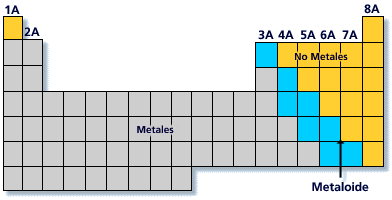 1A
8A
2A
3A 4A 5A 6A 7A
No Metales
Metales
Metaloide